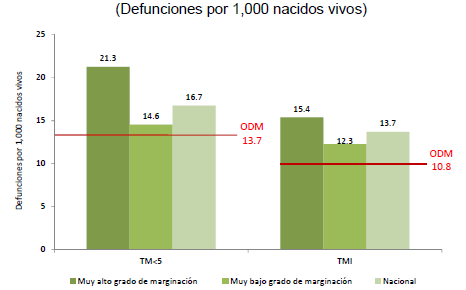 (Defunciones por 1,000 nacidos vivos)
Defunciones por 1,000 nacidos vivos
25
20
15
10
5
0
21.3
14.6
16.7
ODM
13.7
15.4
12.3
13.7
ODM
10.8
TM<5
TMI
Muy alto grado de marginación
Muy bajo grado de marginación
Nacional